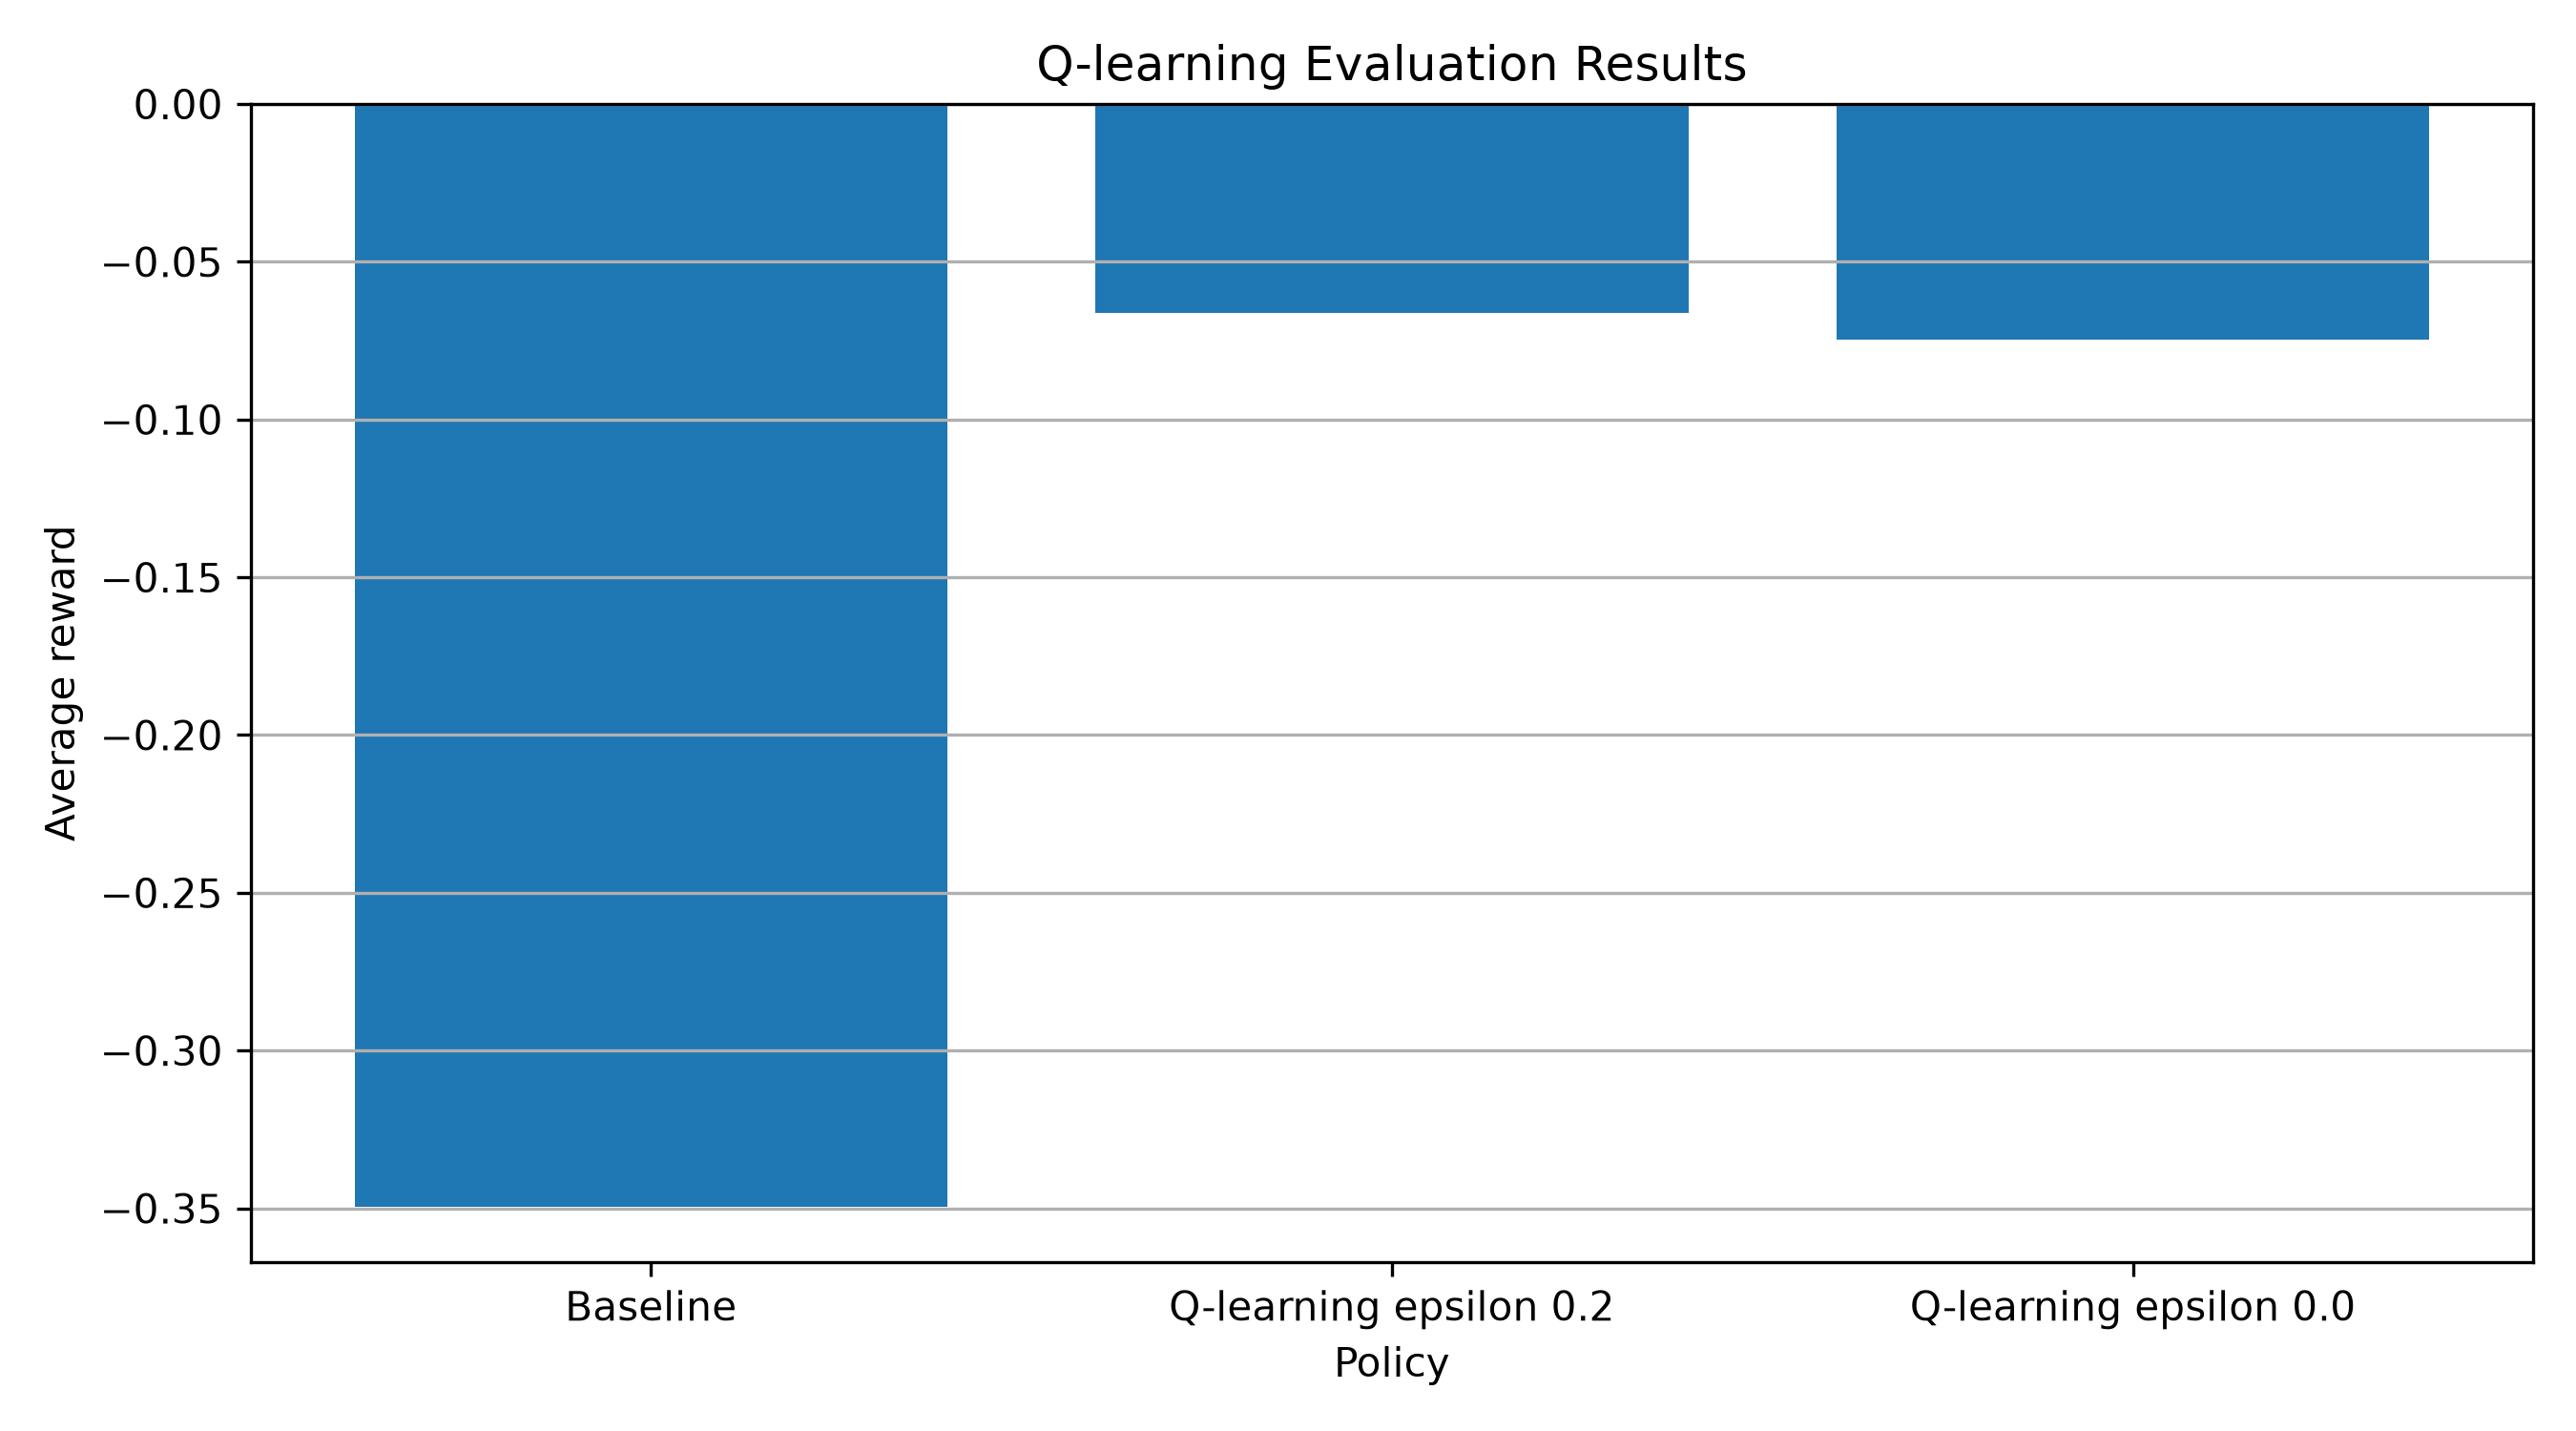 Q-learning Evaluation Results
0.00
−0.05
−0.10
−0.15
−0.20
−0.25
−0.30
−0.35
Average reward
Baseline
Q-learning epsilon 0.2
Q-learning epsilon 0.0
Policy